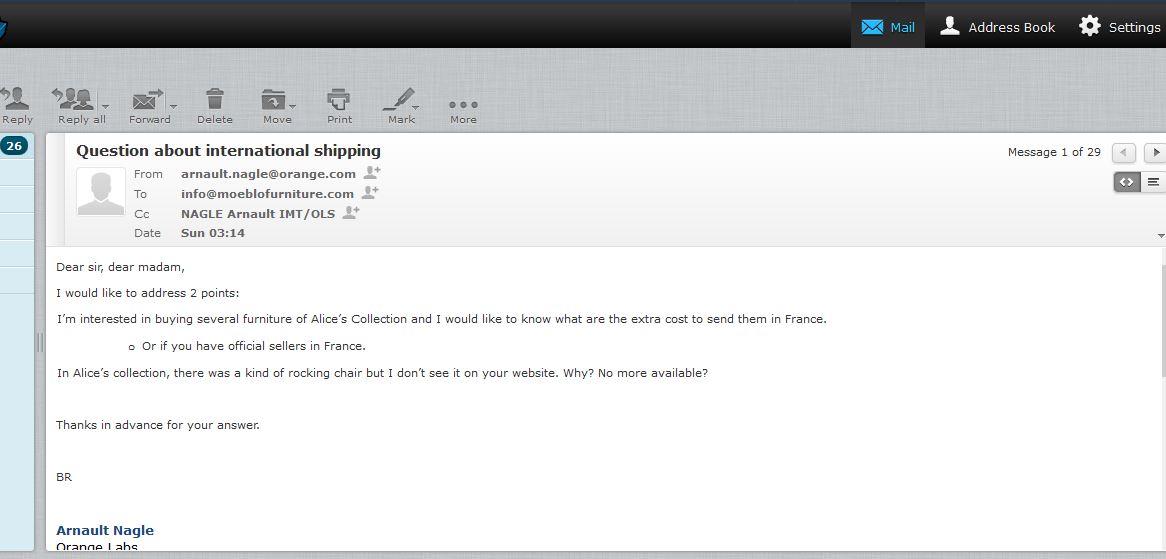 Mail Address Book Settings
Reply Reply all Forward Delete Move Print Mark More
26
Question about international shipping
Message 1 of 29
From arnault.nagle@orange.com
To info@moeblofurniture.com
Cc NAGLE Arnault IMT/OLS
Date Sun 03:14
Dear sir, dear madam,
I would like to address 2 points:
I’m interested in buying several furniture of Alice’s Collection and I would like to know what are the extra cost to send them in France.
o Or if you have official sellers in France.
In Alice’s collection, there was a kind of rocking chair but I don’t see it on your website. Why? No more available?
Thanks in advance for your answer.
BR
Arnault Nagle
Orange Labs